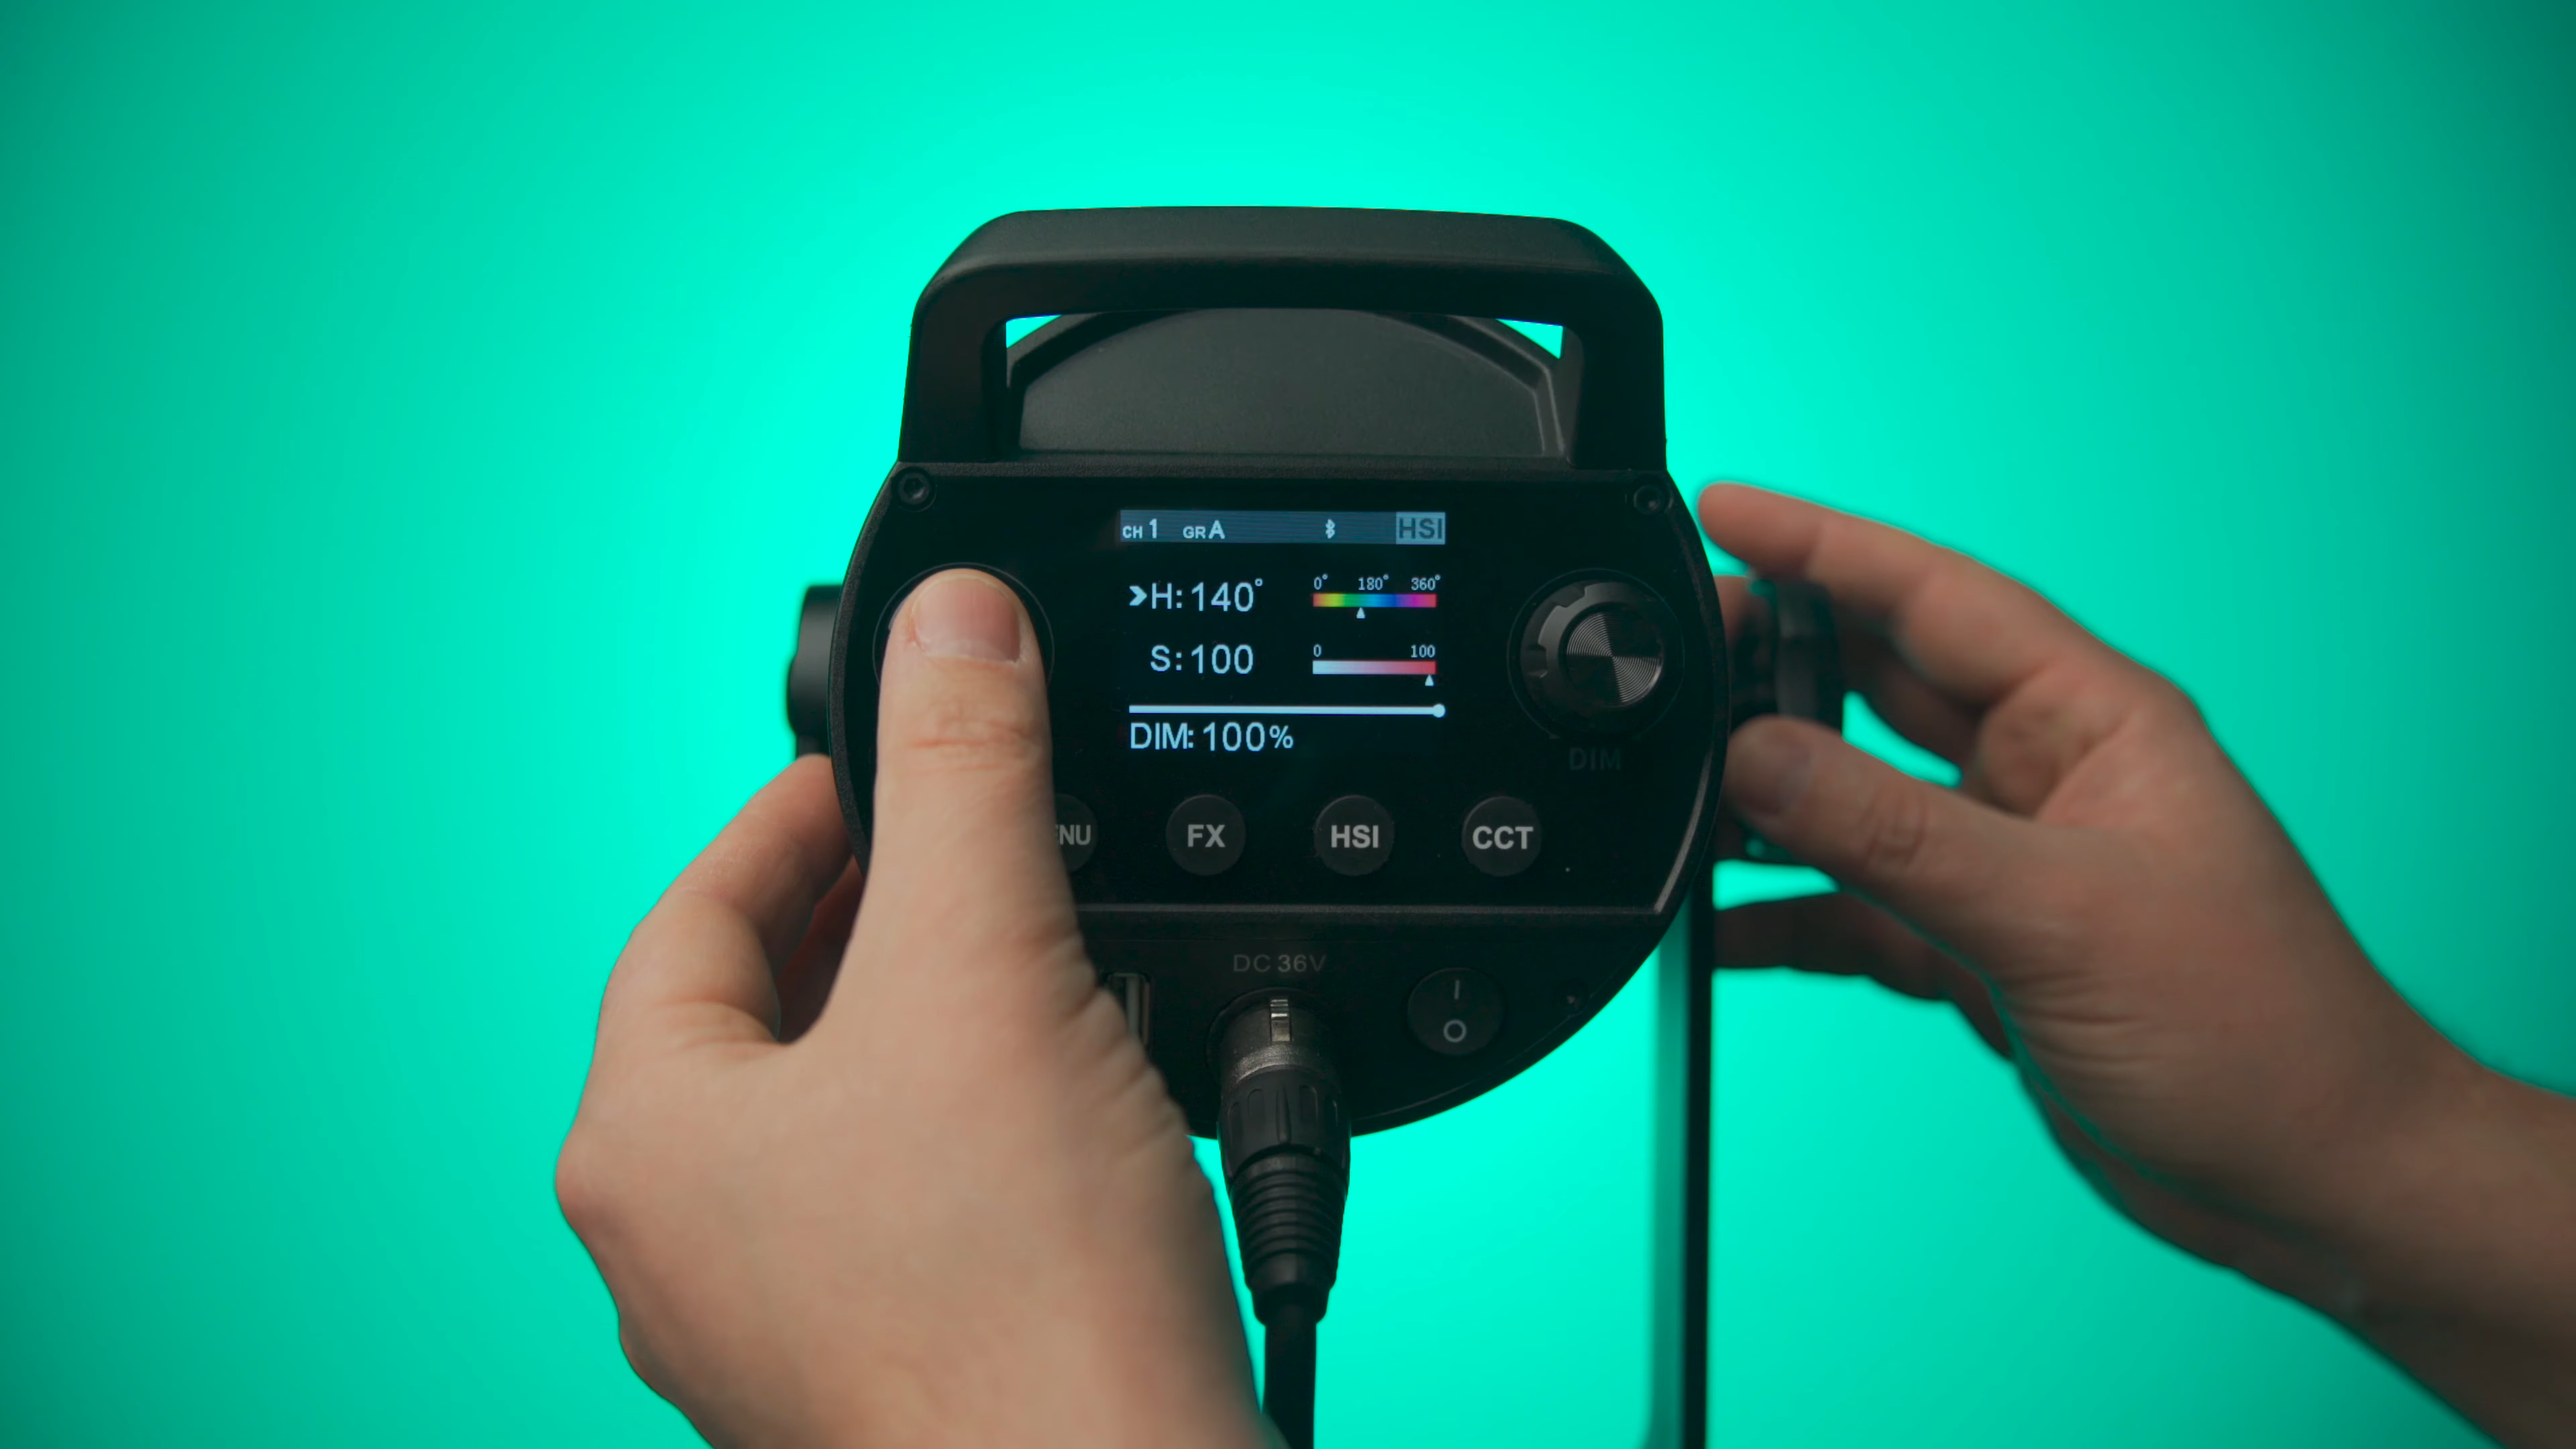 CH 1 GR A HSI
H: 140° 0° 180° 360°
S: 100 0 100
DIM: 100%
DIM
NU FX HSI CCT
DC 36V
I
O